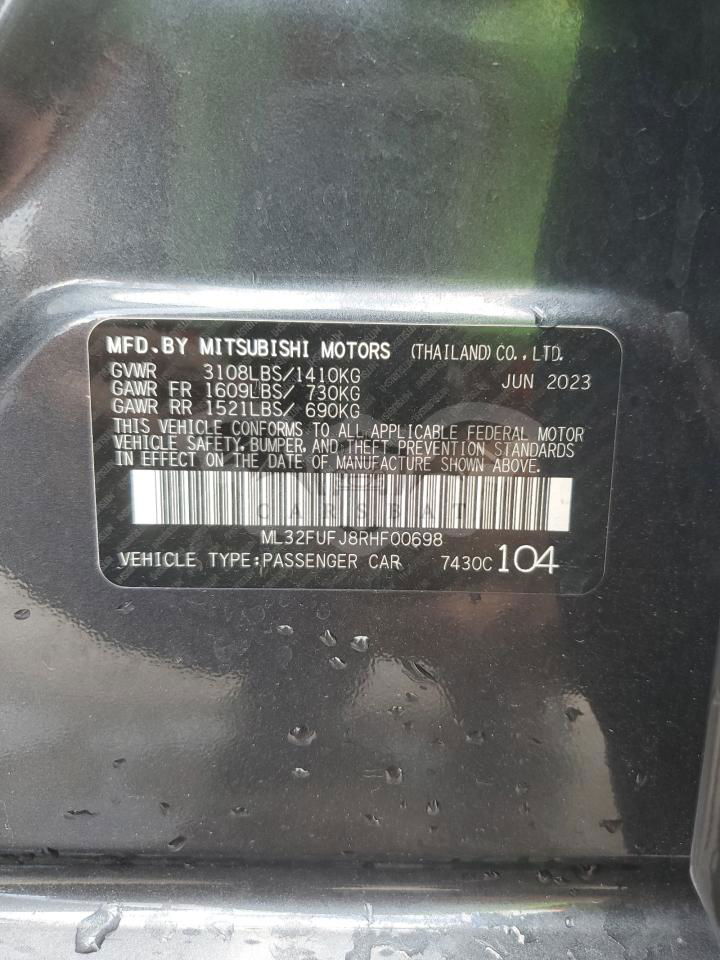 MFD. BY MITSUBISHI MOTORS (THAILAND) CO., LTD.
GVWR 3108LBS/1410KG JUN 2023
GAWR FR 1609LBS/ 730KG
GAWR RR 1521LBS/ 690KG
THIS VEHICLE CONFORMS TO ALL APPLICABLE FEDERAL MOTOR
VEHICLE SAFETY, BUMPER, AND THEFT PREVENTION STANDARDS
IN EFFECT ON THE DATE OF MANUFACTURE SHOWN ABOVE.
CARSBAT
ML32FUFJ8RHF00698
VEHICLE TYPE:PASSENGER CAR 7430C 104